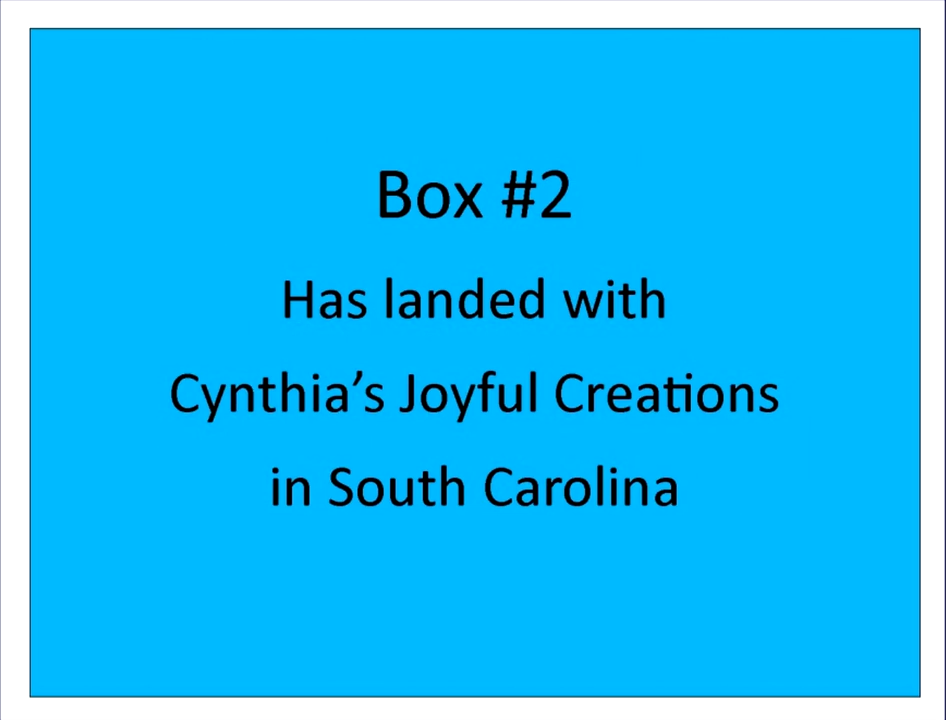 Box #2
Has landed with
Cynthia’s Joyful Creations
in South Carolina